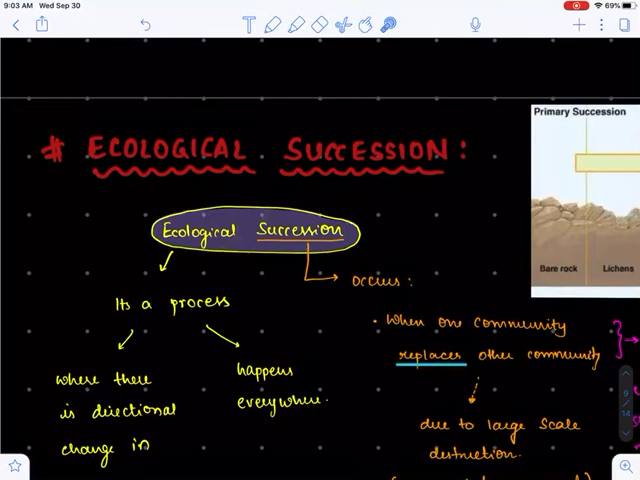 9:03 AM Wed Sep 30
69%
# ECOLOGICAL SUCCESSION:
Primary Succession
Bare rock
Lichens
Ecological Succession
Its a process
where there
is directional
change in
happens
everywhere.
occurs:
• When one community
replaces other community
due to large scale
destruction.
9
14